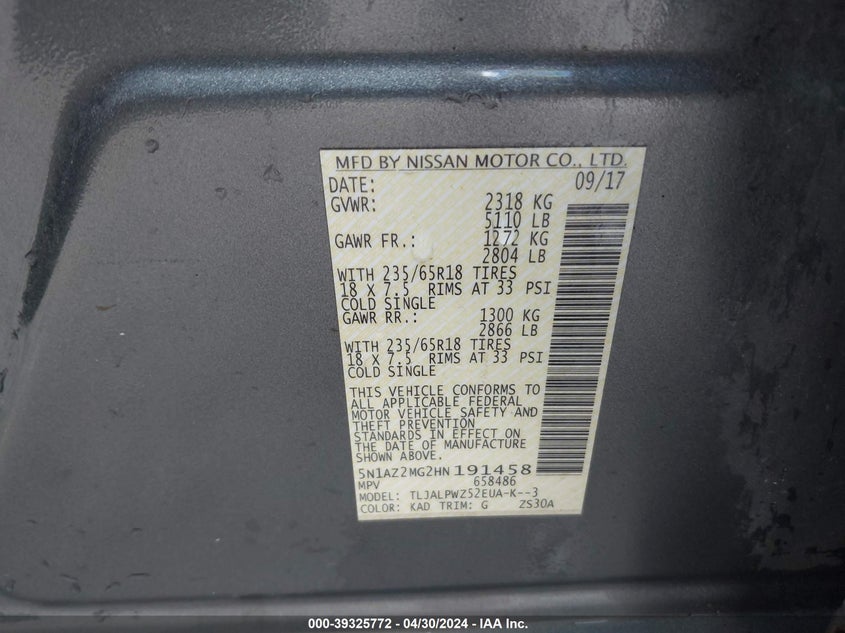 MFD BY NISSAN MOTOR CO., LTD.
DATE: 09/17
GVWR: 2318 KG
5110 LB
GAWR FR.: 1272 KG
2804 LB
WITH 235/65R18 TIRES
18 X 7.5 RIMS AT 33 PSI
COLD SINGLE
GAWR RR.: 1300 KG
2866 LB
WITH 235/65R18 TIRES
18 X 7.5 RIMS AT 33 PSI
COLD SINGLE
THIS VEHICLE CONFORMS TO
ALL APPLICABLE FEDERAL
MOTOR VEHICLE SAFETY AND
THEFT PREVENTION
STANDARDS IN EFFECT ON
THE DATE OF MANUFACTURE
SHOWN ABOVE.
5N1AZ2MG2HN191458
MPV 658486
MODEL: TLJALPWZ52EUA-K--3
COLOR: KAD TRIM: G ZS30A
000-39325772 - 04/30/2024 - IAA Inc.